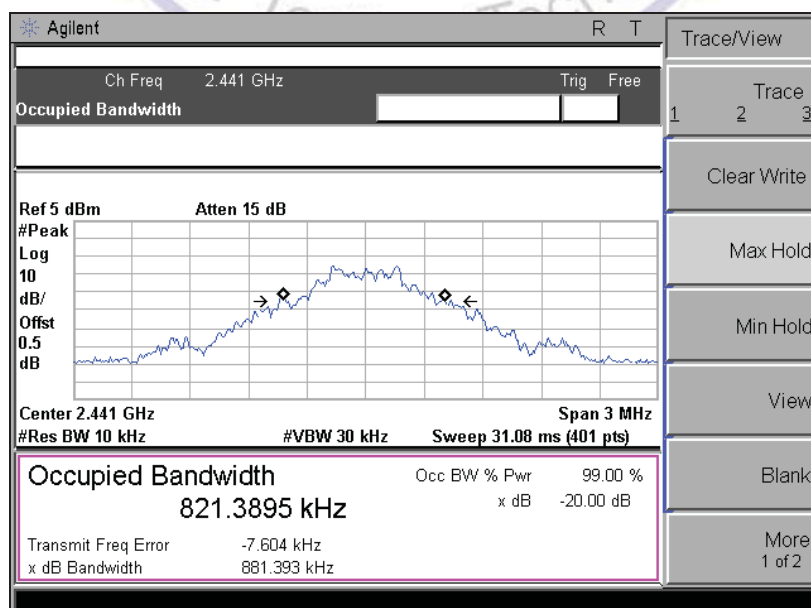 Agilent R T
Trace/View
Ch Freq 2.441 GHz Trig Free
Occupied Bandwidth
Trace
1 2 3
Clear Write
Ref 5 dBm Atten 15 dB
#Peak
Log
10
dB/
Offst
0.5
dB
Max Hold
Min Hold
View
Center 2.441 GHz Span 3 MHz
#Res BW 10 kHz #VBW 30 kHz Sweep 31.08 ms (401 pts)
Occupied Bandwidth Occ BW % Pwr 99.00 %
821.3895 kHz x dB -20.00 dB
Blank
Transmit Freq Error -7.604 kHz
x dB Bandwidth 881.393 kHz
More
1 of 2